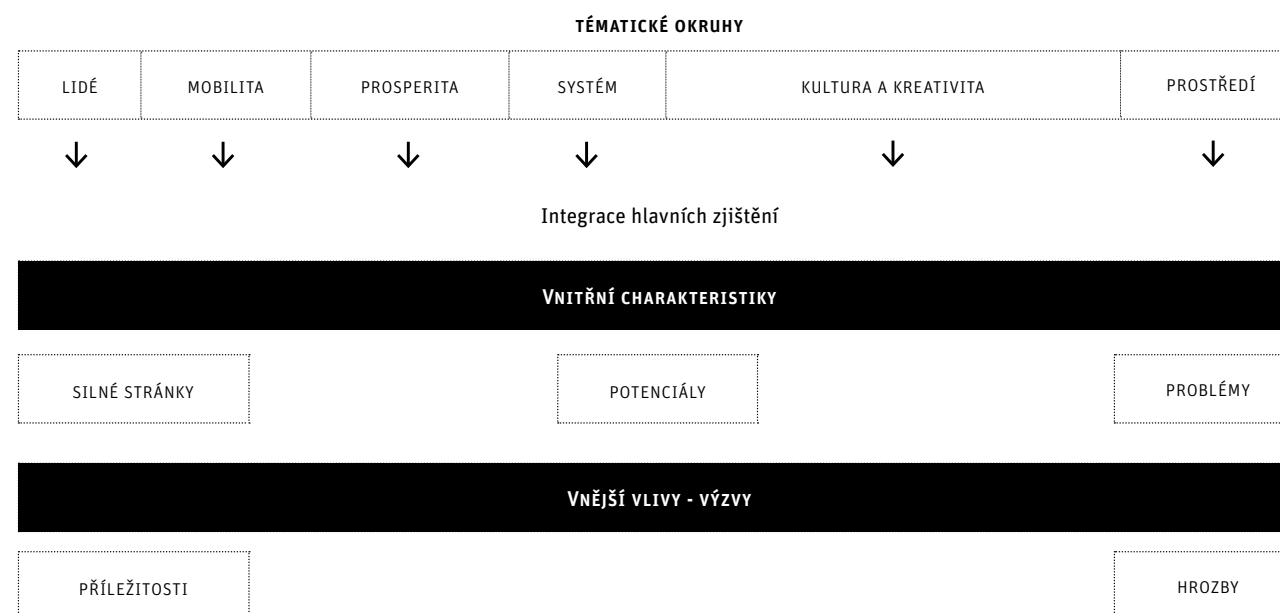 TÉMATICKÉ OKRUHY
LIDÉ MOBILITA PROSPERITA SYSTÉM KULTURA A KREATIVITA PROSTŘEDÍ
Integrace hlavních zjištění
VNITŘNÍ CHARAKTERISTIKY
SILNÉ STRÁNKY POTENCIÁLY PROBLÉMY
VNĚJŠÍ VLIVY - VÝZVY
PŘÍLEŽITOSTI HROZBY